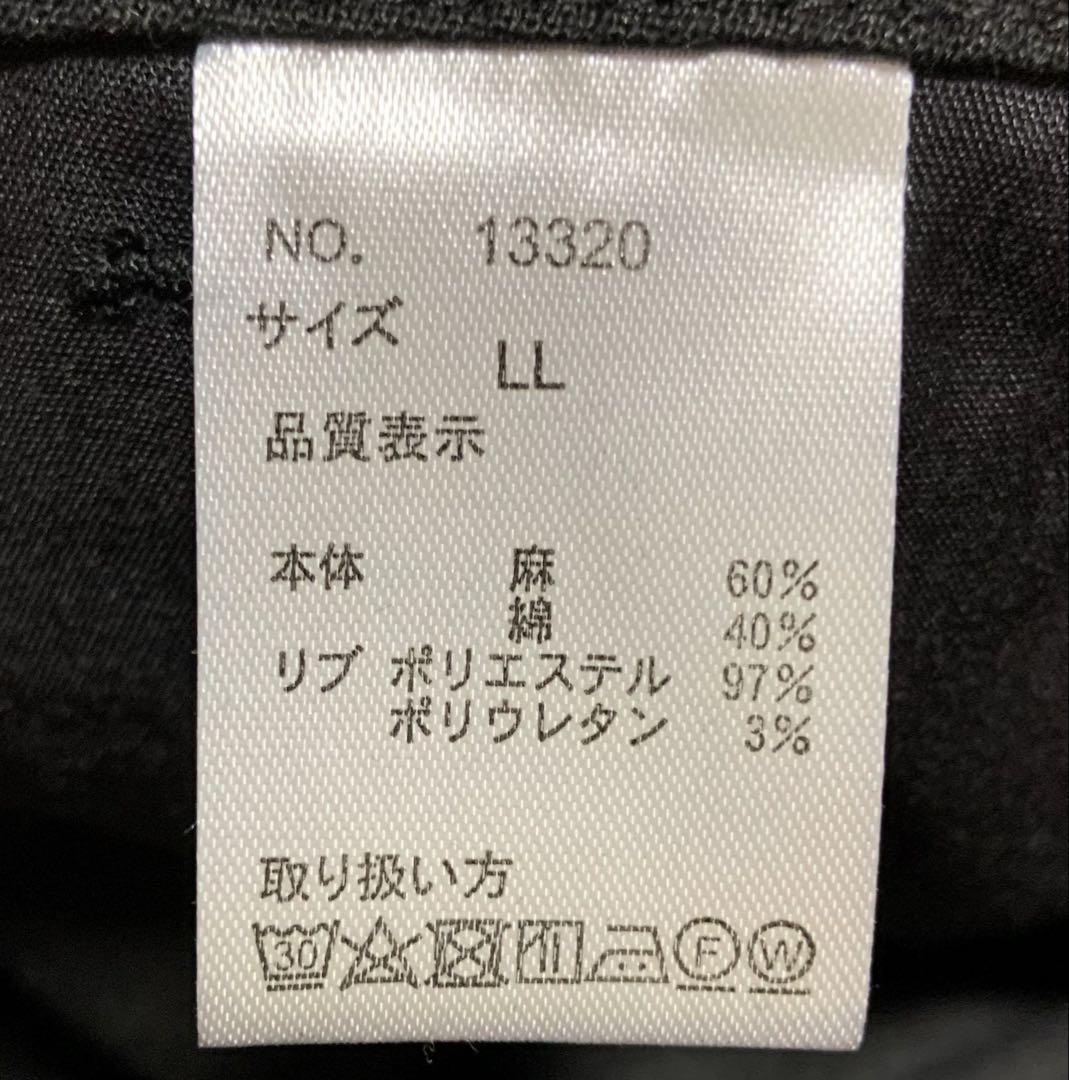 NO. 13320
サイズ
LL
品質表示
本体 麻 60%
綿 40%
リブ ポリエステル 97%
ポリウレタン 3%
取り扱い方
30 F W